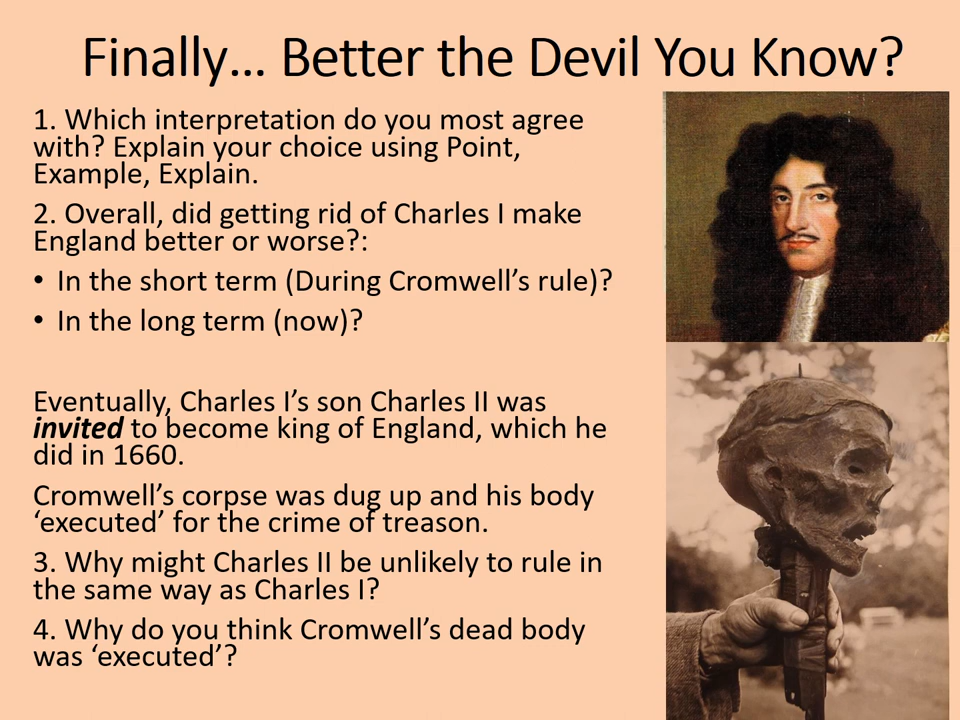 Finally... Better the Devil You Know?
1. Which interpretation do you most agree
with? Explain your choice using Point,
Example, Explain.
2. Overall, did getting rid of Charles I make
England better or worse?:
• In the short term (During Cromwell’s rule)?
• In the long term (now)?
Eventually, Charles I’s son Charles II was
invited to become king of England, which he
did in 1660.
Cromwell’s corpse was dug up and his body
‘executed’ for the crime of treason.
3. Why might Charles II be unlikely to rule in
the same way as Charles I?
4. Why do you think Cromwell’s dead body
was ‘executed’?